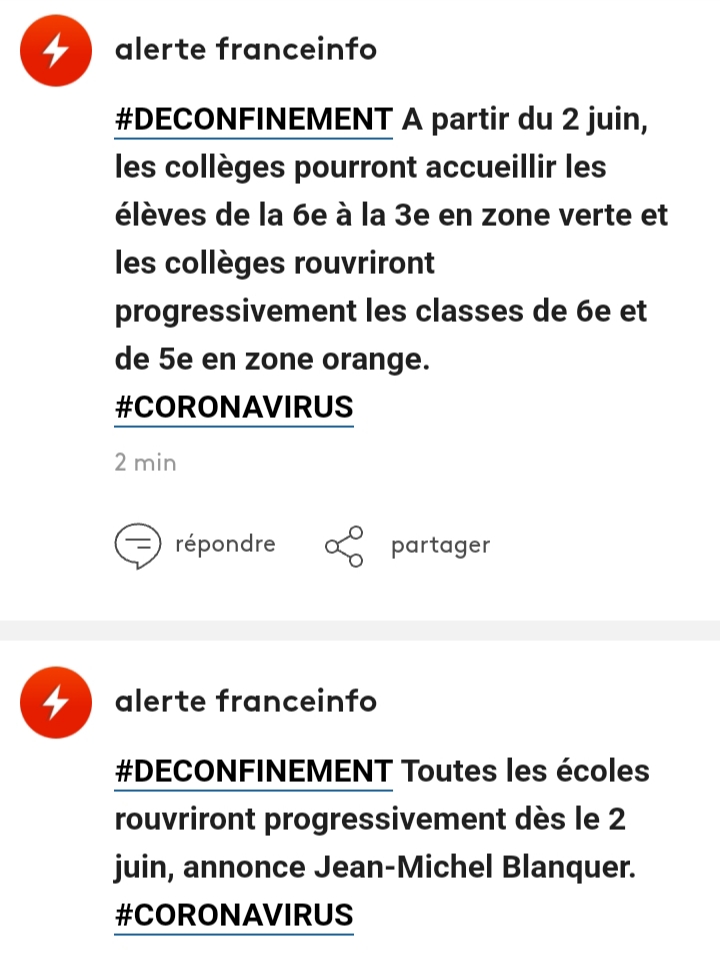 alerte franceinfo
#DECONFINEMENT A partir du 2 juin,
les collèges pourront accueillir les
élèves de la 6e à la 3e en zone verte et
les collèges rouvriront
progressivement les classes de 6e et
de 5e en zone orange.
#CORONAVIRUS
2 min
répondre partager
alerte franceinfo
#DECONFINEMENT Toutes les écoles
rouvriront progressivement dès le 2
juin, annonce Jean-Michel Blanquer.
#CORONAVIRUS